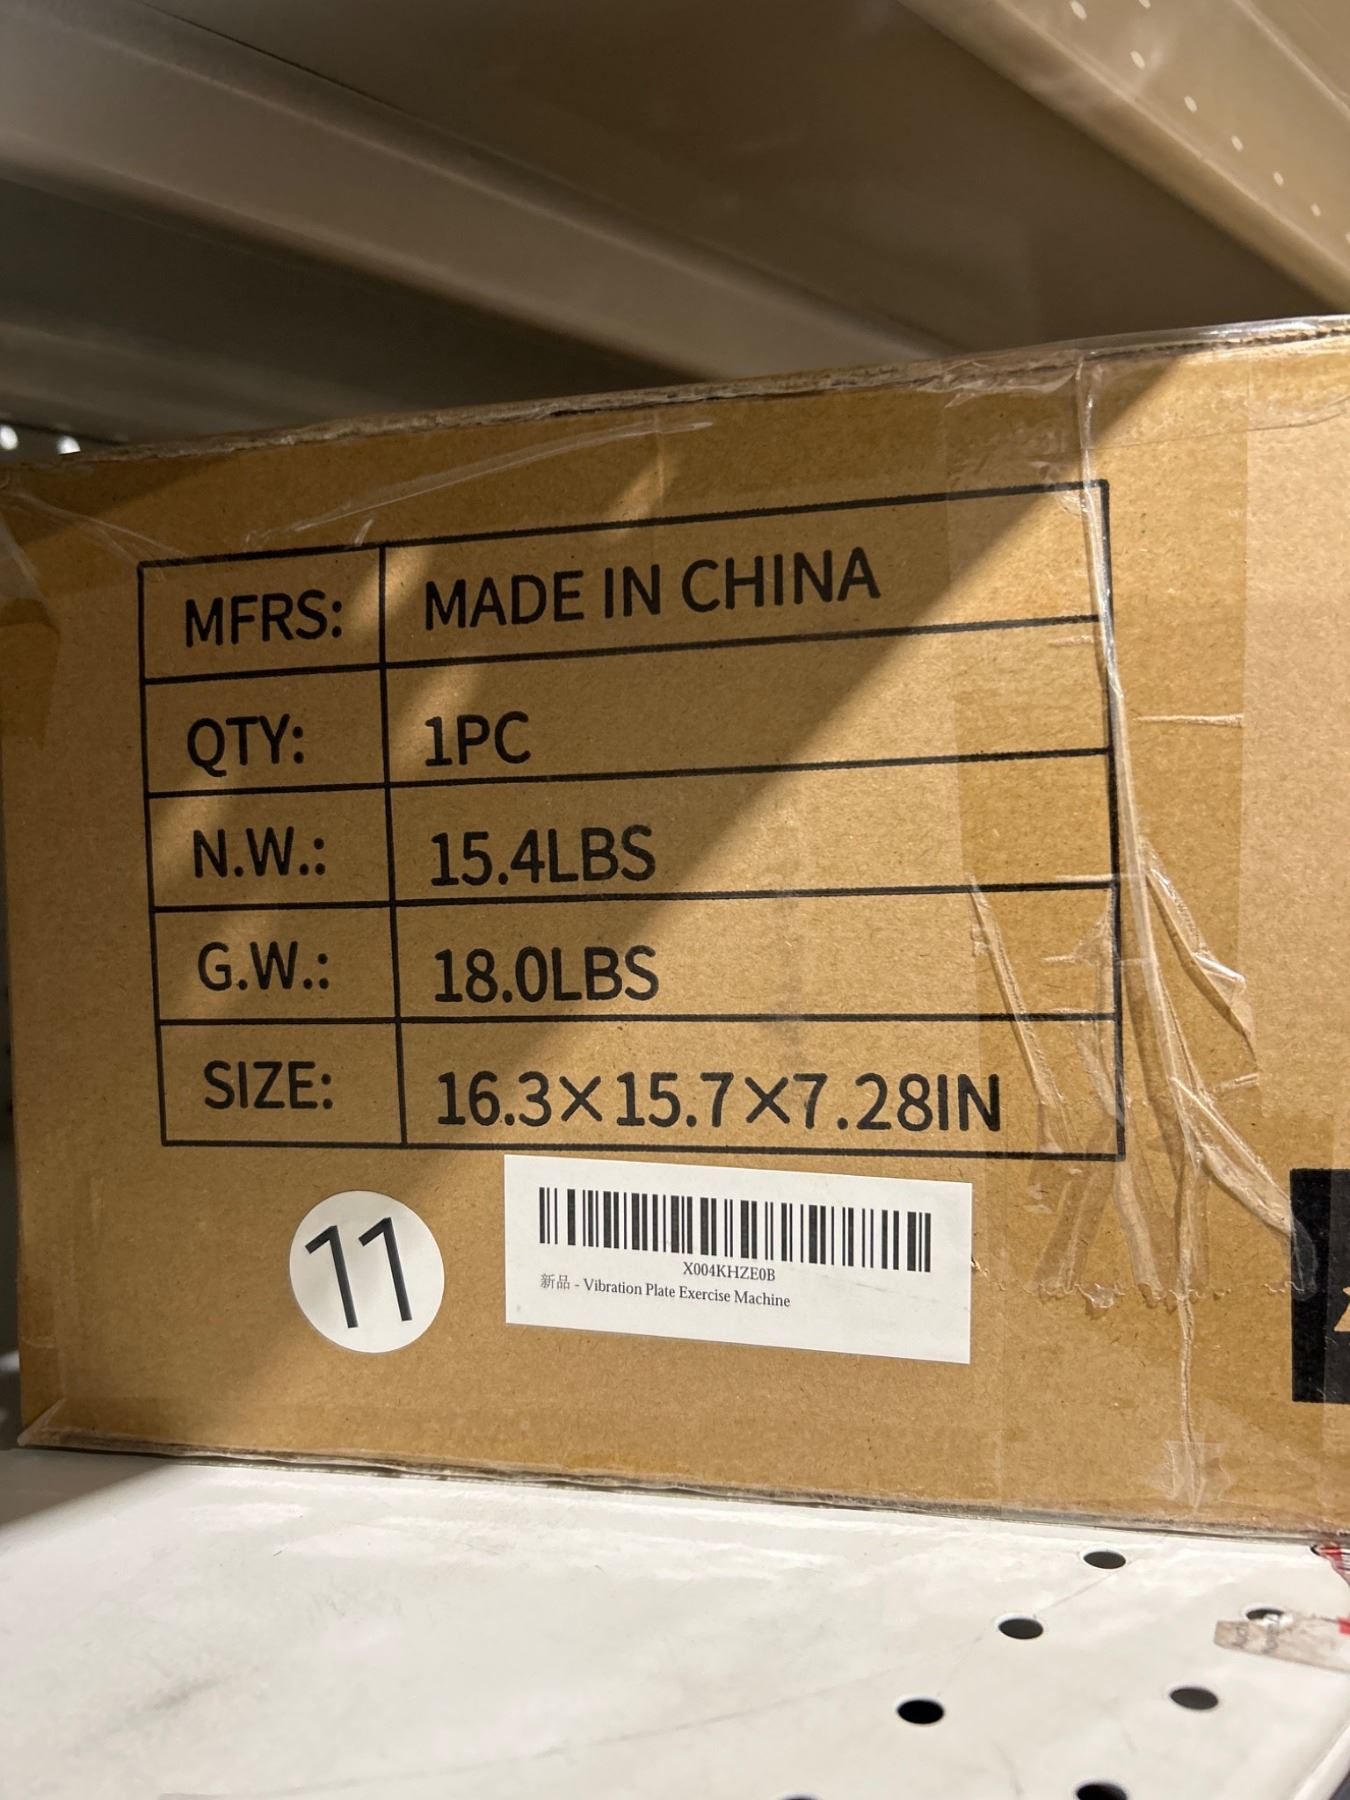 MFRS: MADE IN CHINA
QTY: 1PC
N.W.: 15.4LBS
G.W.: 18.0LBS
SIZE: 16.3×15.7×7.28IN
11
X004KHZE0B
新品 - Vibration Plate Exercise Machine